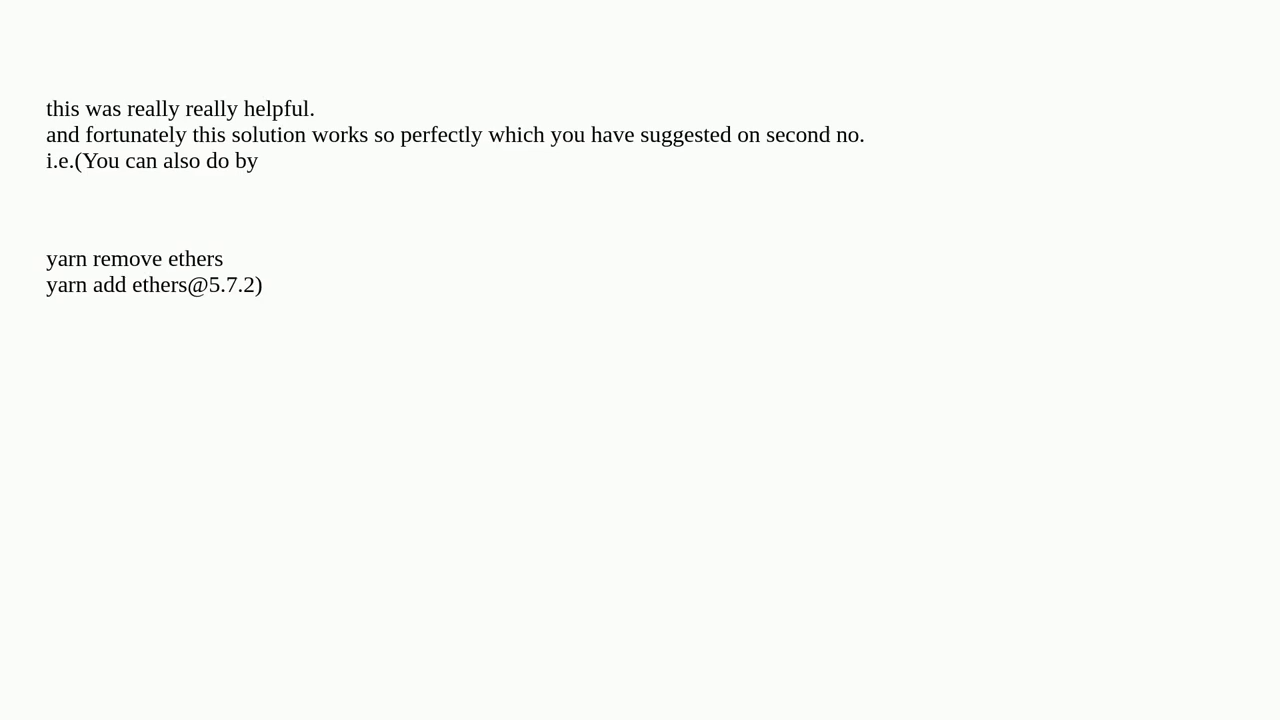 this was really really helpful.
and fortunately this solution works so perfectly which you have suggested on second no.
i.e.(You can also do by
yarn remove ethers
yarn add ethers@5.7.2)